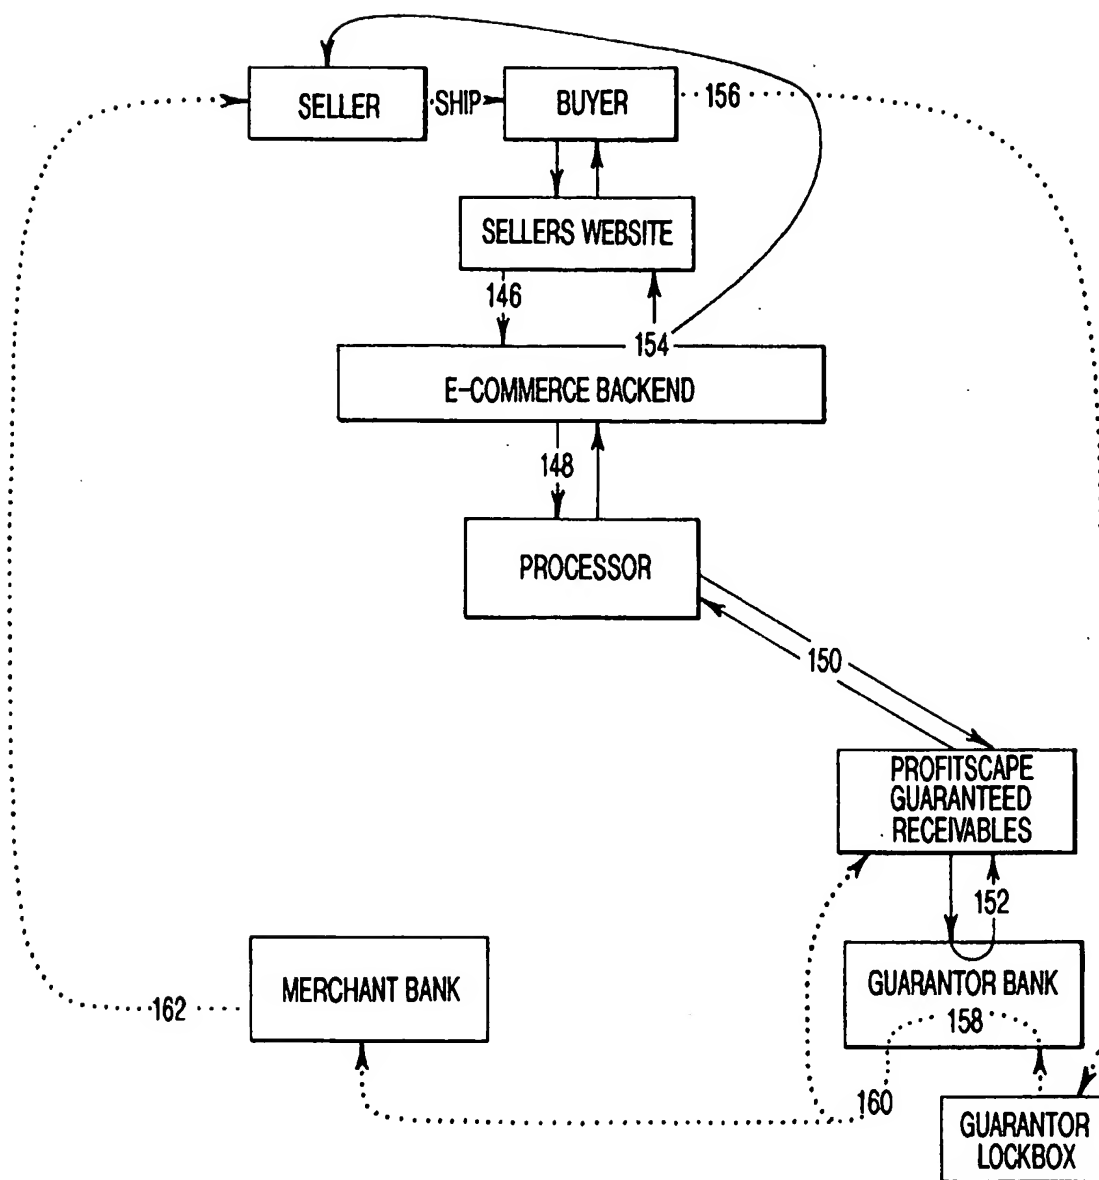 SELLER
SHIP
BUYER
156
SELLERS WEBSITE
146
154
E-COMMERCE BACKEND
148
PROCESSOR
150
PROFITSCAPE
GUARANTEED
RECEIVABLES
152
MERCHANT BANK
GUARANTOR BANK
162
158
160
GUARANTOR
LOCKBOX